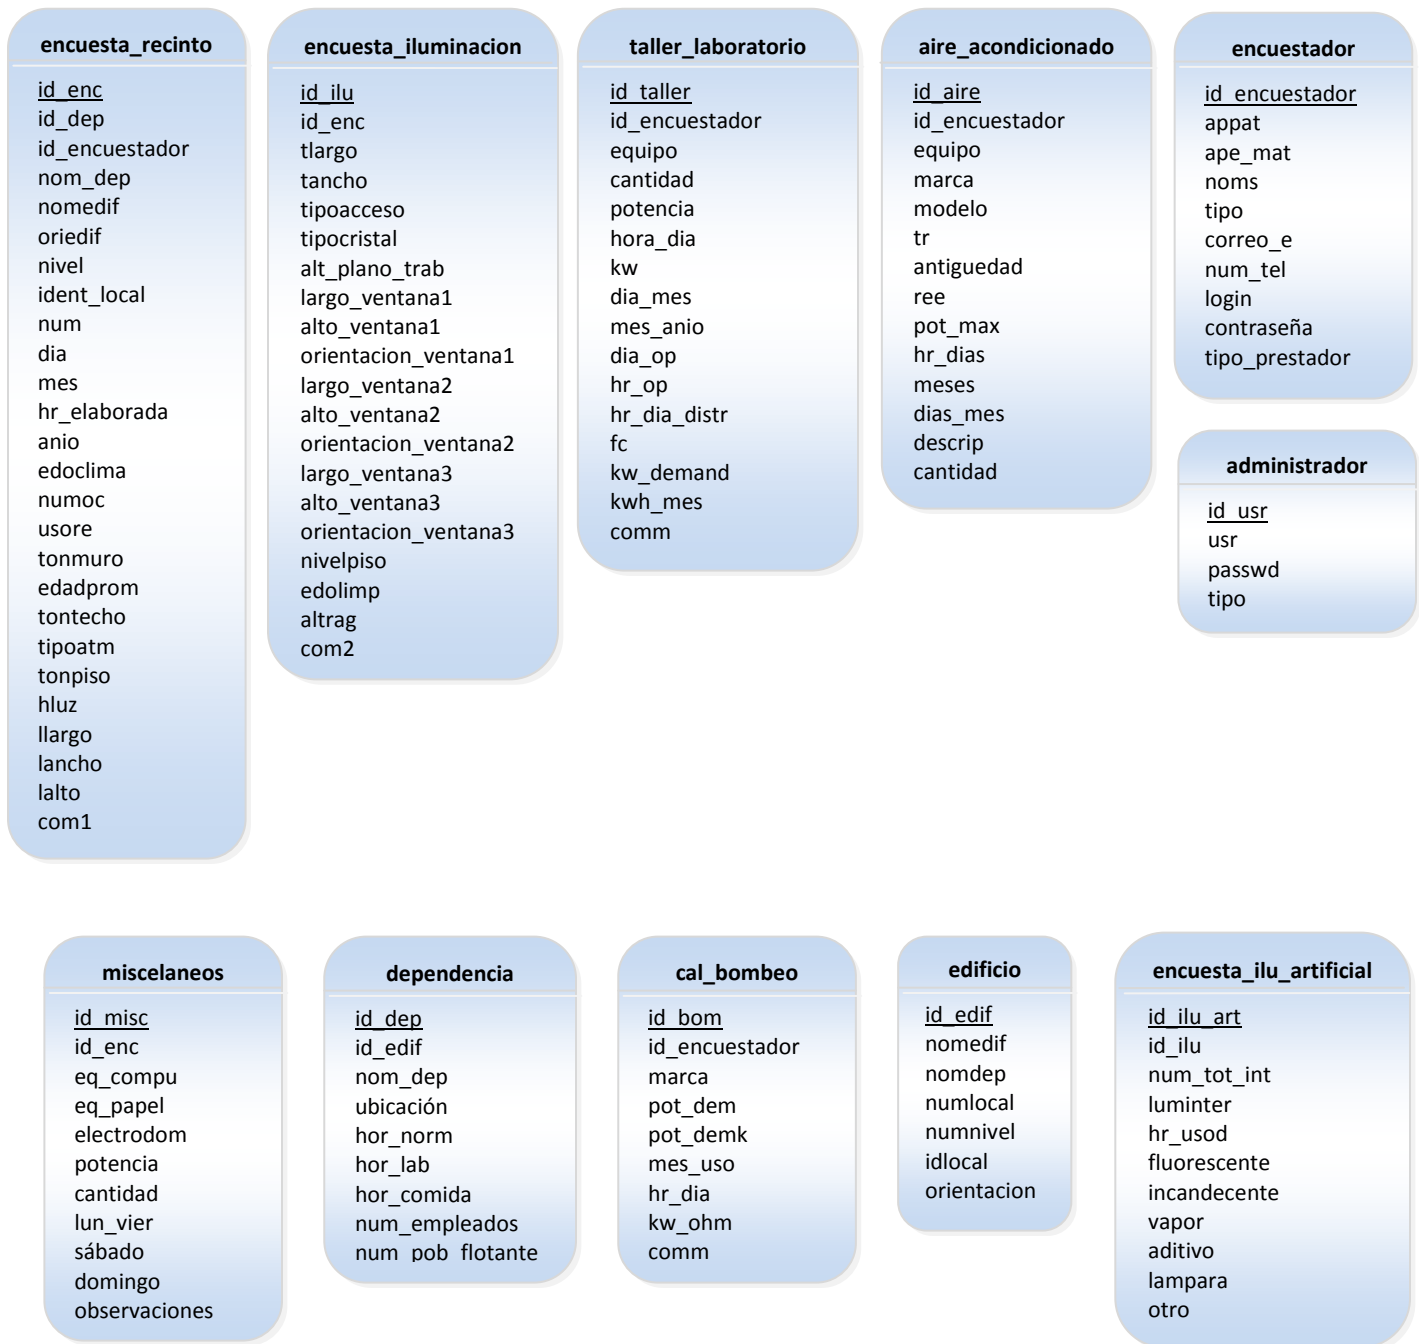 encuesta_recinto
id_enc
id_dep
id_encuestador
nom_dep
nomedif
oriedif
nivel
ident_local
num
dia
mes
hr_elaborada
anio
edoclima
numoc
usore
tonmuro
edadprom
tontecho
tipoatm
tonpiso
hluz
llargo
lancho
lalto
com1
encuesta_iluminacion
id_ilu
id_enc
tlargo
tancho
tipoacceso
tipocristal
alt_plano_trab
largo_ventana1
alto_ventana1
orientacion_ventana1
largo_ventana2
alto_ventana2
orientacion_ventana2
largo_ventana3
alto_ventana3
orientacion_ventana3
nivelpiso
edolimp
altrag
com2
taller_laboratorio
id_taller
id_encuestador
equipo
cantidad
potencia
hora_dia
kw
dia_mes
mes_anio
dia_op
hr_op
hr_dia_distr
fc
kw_demand
kwh_mes
comm
aire_acondicionado
id_aire
id_encuestador
equipo
marca
modelo
tr
antiguedad
ree
pot_max
hr_dias
meses
dias_mes
descrip
cantidad
encuestador
id_encuestador
appat
ape_mat
noms
tipo
correo_e
num_tel
login
contraseña
tipo_prestador
administrador
id_usr
usr
passwd
tipo
miscelaneos
id_misc
id_enc
eq_compu
eq_papel
electrodom
potencia
cantidad
lun_vier
sábado
domingo
observaciones
dependencia
id_dep
id_edif
nom_dep
ubicación
hor_norm
hor_lab
hor_comida
num_empleados
num_pob_flotante
cal_bombeo
id_bom
id_encuestador
marca
pot_dem
pot_demk
mes_uso
hr_dia
kw_ohm
comm
edificio
id_edif
nomedif
nomdep
numlocal
numnivel
idlocal
orientacion
encuesta_ilu_artificial
id_ilu_art
id_ilu
num_tot_int
luminter
hr_usod
fluorescente
incandecente
vapor
aditivo
lampara
otro